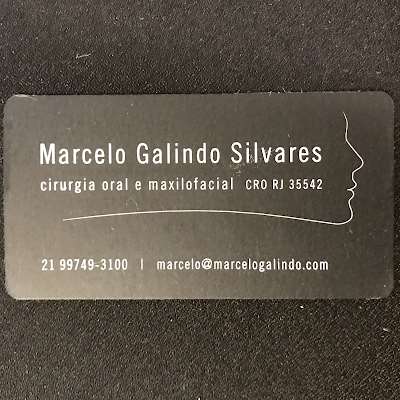 Marcelo Galindo Silvares
cirurgia oral e maxilofacial CRO RJ 35542
21 99749-3100 | marcelo@marcelogalindo.com